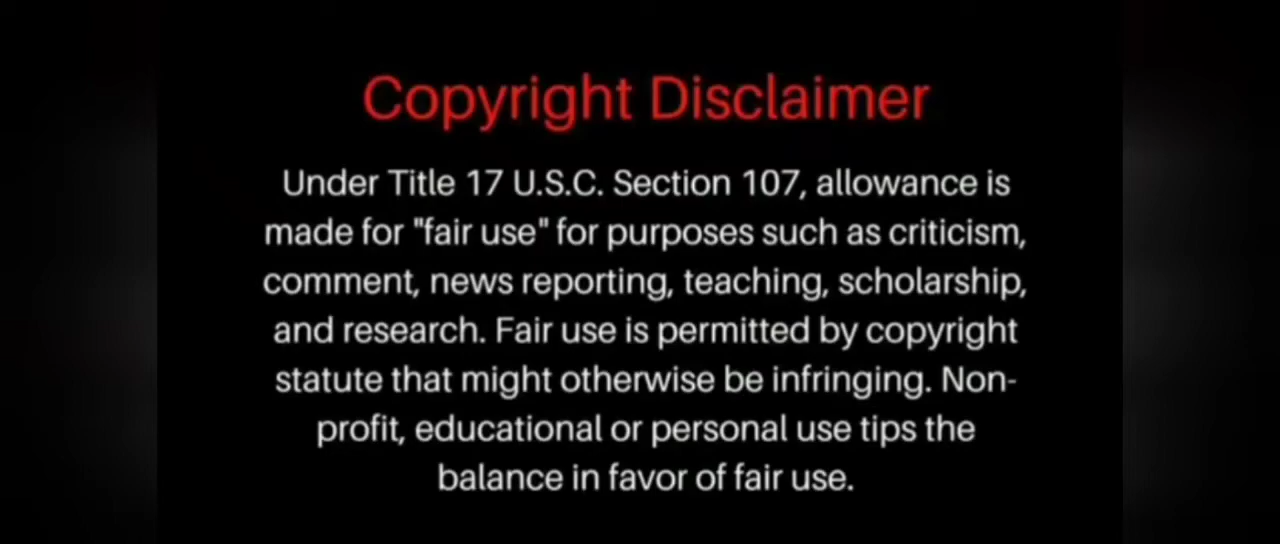 Copyright Disclaimer
Under Title 17 U.S.C. Section 107, allowance is
made for "fair use" for purposes such as criticism,
comment, news reporting, teaching, scholarship,
and research. Fair use is permitted by copyright
statute that might otherwise be infringing. Non-
profit, educational or personal use tips the
balance in favor of fair use.